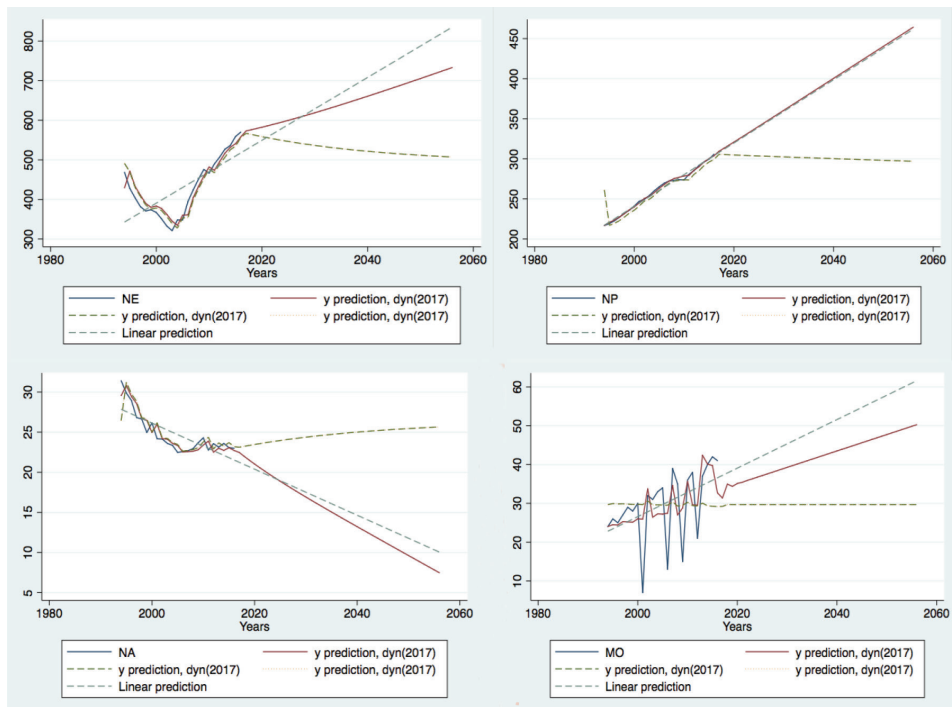 800
700
600
500
400
300
1980 2000 2020 2040 2060
Years
NE y prediction, dyn(2017)
y prediction, dyn(2017) y prediction, dyn(2017)
Linear prediction
450
400
350
300
250
200
1980 2000 2020 2040 2060
Years
NP y prediction, dyn(2017)
y prediction, dyn(2017) y prediction, dyn(2017)
Linear prediction
30
25
20
15
10
5
1980 2000 2020 2040 2060
Years
NA y prediction, dyn(2017)
y prediction, dyn(2017) y prediction, dyn(2017)
Linear prediction
60
50
40
30
20
10
1980 2000 2020 2040 2060
Years
MO y prediction, dyn(2017)
y prediction, dyn(2017) y prediction, dyn(2017)
Linear prediction